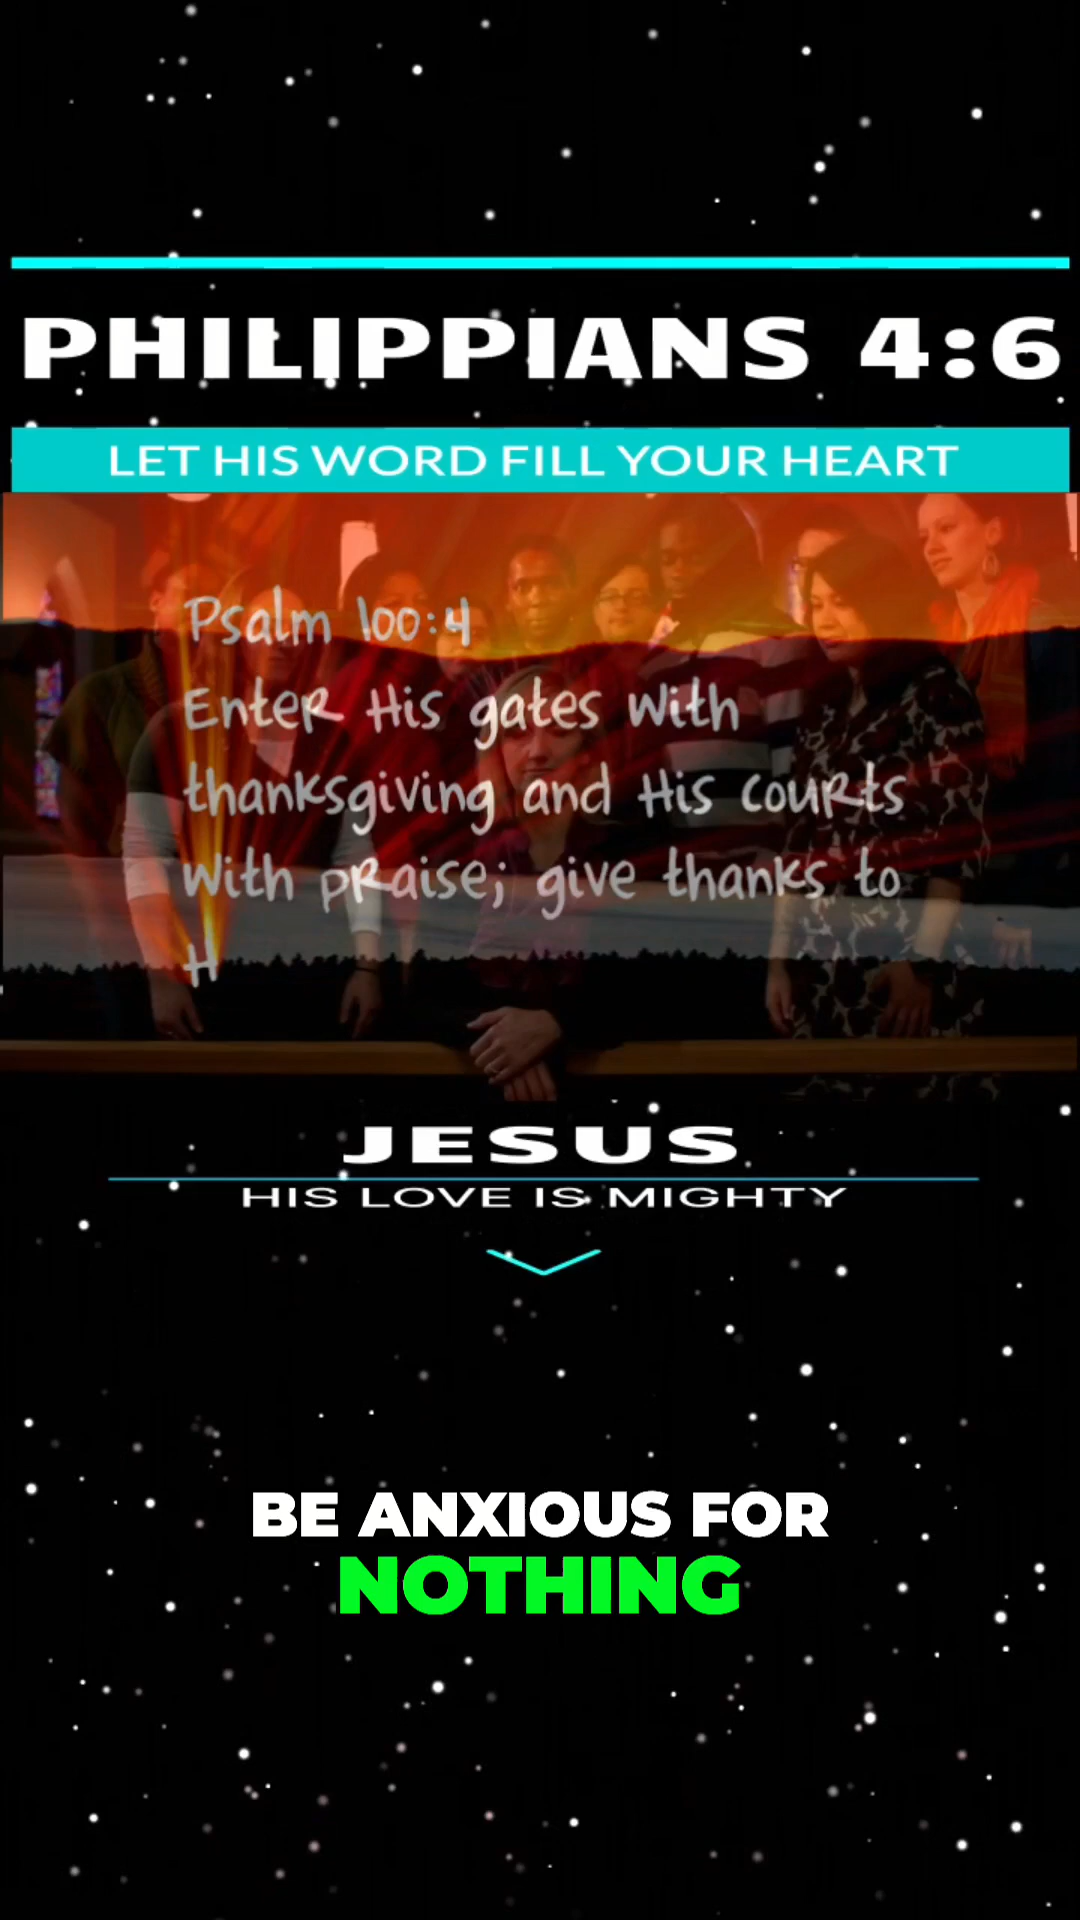 PHILIPPIANS 4:6
LET HIS WORD FILL YOUR HEART
Psalm 100:4
Enter His gates with
thanksgiving and His courts
with praise; give thanks to
H
JESUS
HIS LOVE IS MIGHTY
BE ANXIOUS FOR
NOTHING